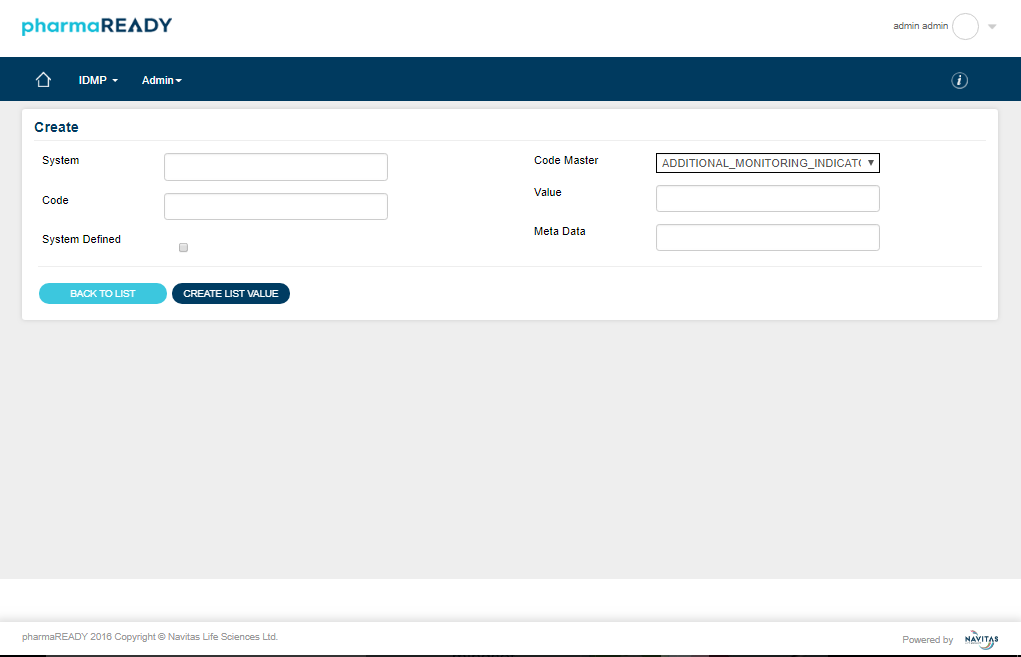 pharmaREADY
admin admin
IDMP
Admin
Create
System
Code Master
ADDITIONAL_MONITORING_INDICATO
Code
Value
System Defined
Meta Data
BACK TO LIST
CREATE LIST VALUE
pharmaREADY 2016 Copyright © Navitas Life Sciences Ltd.
Powered by
NAVITAS